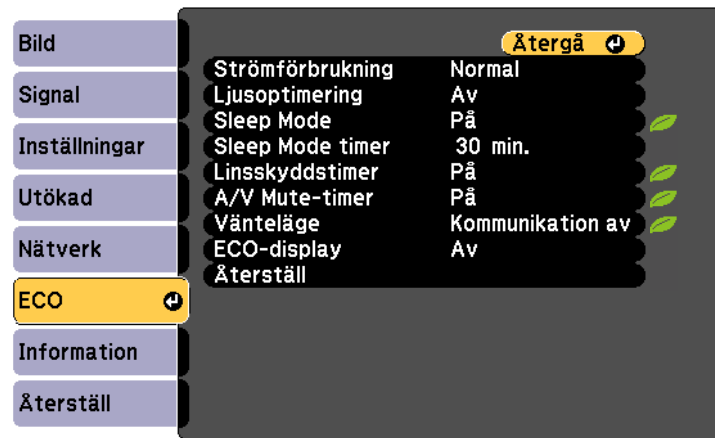 Bild
Signal
Inställningar
Utökad
Nätverk
ECO
Information
Återställ
Återgå
Strömförbrukning Normal
Ljusoptimering Av
Sleep Mode På
Sleep Mode timer 30 min.
Linsskyddstimer På
A/V Mute-timer På
Vänteläge Kommunikation av
ECO-display Av
Återställ